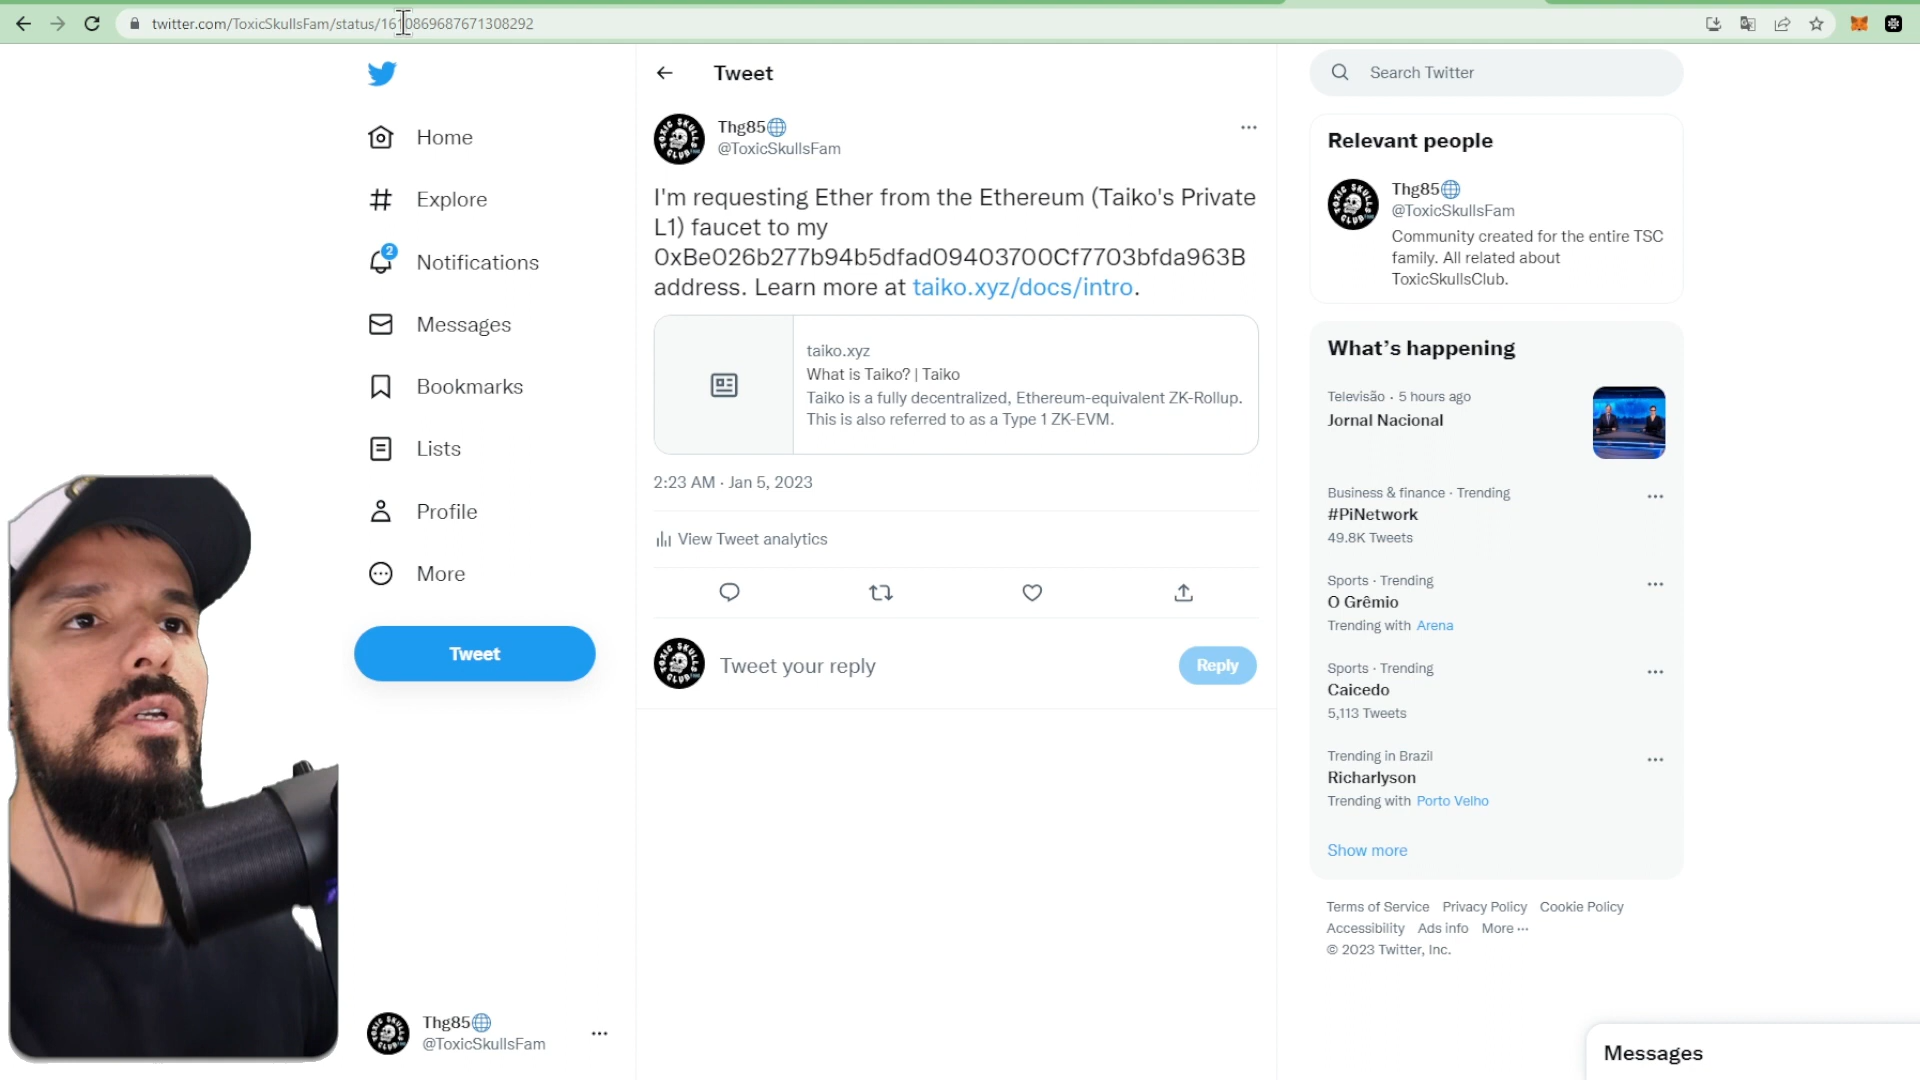 twitter.com/ToxicSkullsFam/status/1610869687671308292
Home
Explore
2
Notifications
Messages
Bookmarks
Lists
Profile
More
Tweet
Thg85
@ToxicSkullsFam
Tweet
Thg85
@ToxicSkullsFam
I'm requesting Ether from the Ethereum (Taiko's Private
L1) faucet to my
0xBe026b277b94b5dfad09403700Cf7703bfda963B
address. Learn more at taiko.xyz/docs/intro.
taiko.xyz
What is Taiko? | Taiko
Taiko is a fully decentralized, Ethereum-equivalent ZK-Rollup.
This is also referred to as a Type 1 ZK-EVM.
2:23 AM · Jan 5, 2023
View Tweet analytics
Tweet your reply
Reply
Search Twitter
Relevant people
Thg85
@ToxicSkullsFam
Community created for the entire TSC
family. All related about
ToxicSkullsClub.
What's happening
Televisão · 5 hours ago
Jornal Nacional
Business & finance · Trending
#PiNetwork
49.8K Tweets
Sports · Trending
O Grêmio
Trending with Arena
Sports · Trending
Caicedo
5,113 Tweets
Trending in Brazil
Richarlyson
Trending with Porto Velho
Show more
Terms of Service Privacy Policy Cookie Policy
Accessibility Ads info More ···
© 2023 Twitter, Inc.
Messages